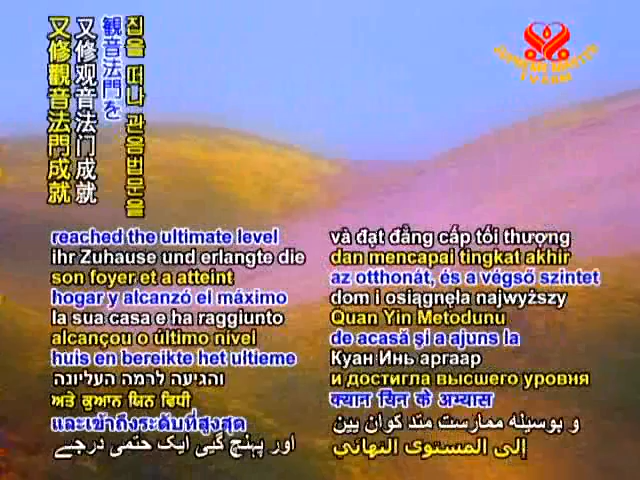 집을 떠나 관음법문을
観音法門を
又修观音法门成就
又修觀音法門成就
SUPREME MASTER
TV.COM
reached the ultimate level
ihr Zuhause und erlangte die
son foyer et a atteint
hogar y alcanzó el máximo
la sua casa e ha raggiunto
alcançou o último nível
huis en bereikte het ultieme
והגיעה לרמה העליונה
ਅਤੇ ਕੁਆਨ ਯਿਨ ਵਿਧੀ
และเข้าถึงระดับที่สูงสุด
اور پہنچ گیی ایک حتمی درجے
và đạt đẳng cấp tối thượng
dan mencapai tingkat akhir
az otthonát, és a végső szintet
dom i osiągnęła najwyższy
Quan Yin Metodunu
de acasă şi a ajuns la
Куан Инь аргаар
и достигла высшего уровня
क्यान यिन के अभ्यास
و بوسیله ممارست متد کوان یین
إلى المستوى النهائي